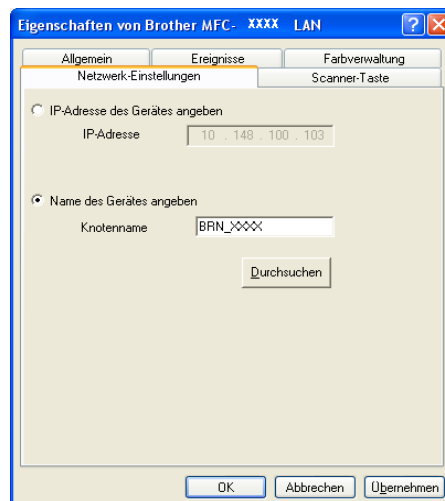 Eigenschaften von Brother MFC- XXXX LAN
Allgemein Ereignisse Farbverwaltung
Netzwerk-Einstellungen Scanner-Taste
IP-Adresse des Gerätes angeben
IP-Adresse 10 . 148 . 100 . 103
Name des Gerätes angeben
Knotenname BRN_XXXX
Durchsuchen
OK Abbrechen Übernehmen